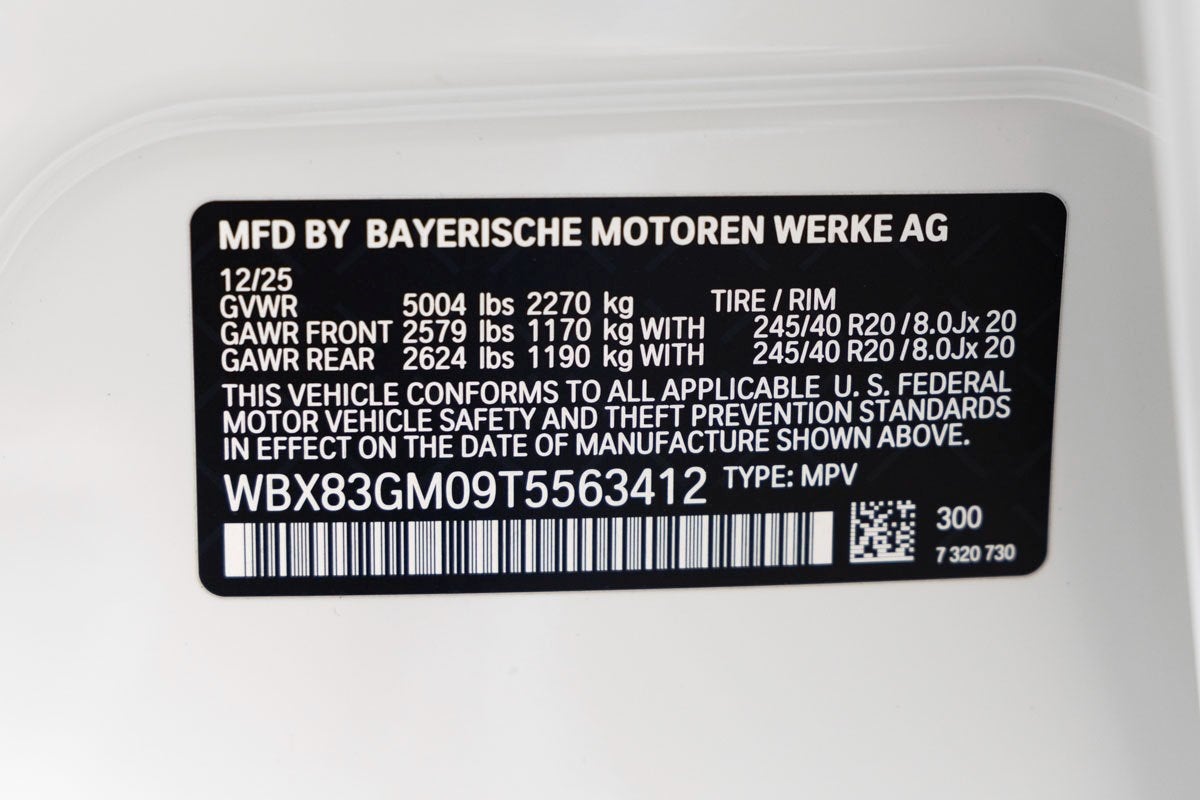 MFD BY BAYERISCHE MOTOREN WERKE AG
12/25
GVWR 5004 lbs 2270 kg TIRE / RIM
GAWR FRONT 2579 lbs 1170 kg WITH 245/40 R20 / 8.0Jx 20
GAWR REAR 2624 lbs 1190 kg WITH 245/40 R20 / 8.0Jx 20
THIS VEHICLE CONFORMS TO ALL APPLICABLE U. S. FEDERAL
MOTOR VEHICLE SAFETY AND THEFT PREVENTION STANDARDS
IN EFFECT ON THE DATE OF MANUFACTURE SHOWN ABOVE.
WBX83GM09T5563412 TYPE: MPV
300
7 320 730